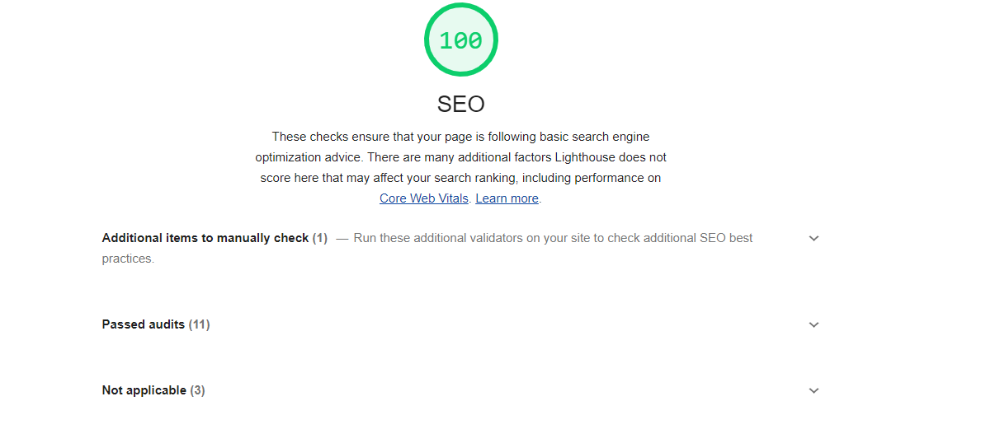 100
SEO
These checks ensure that your page is following basic search engine
optimization advice. There are many additional factors Lighthouse does not
score here that may affect your search ranking, including performance on
Core Web Vitals. Learn more.
Additional items to manually check (1) — Run these additional validators on your site to check additional SEO best
practices.
Passed audits (11)
Not applicable (3)